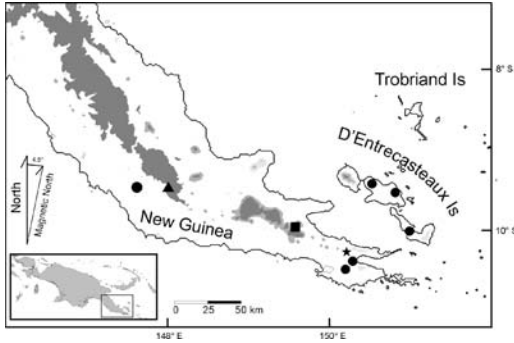 8° S
Trobriand Is
D'Entrecasteaux Is
4.5°
North
Magnetic North
New Guinea
10° S
0 25 50 km
148° E
150° E